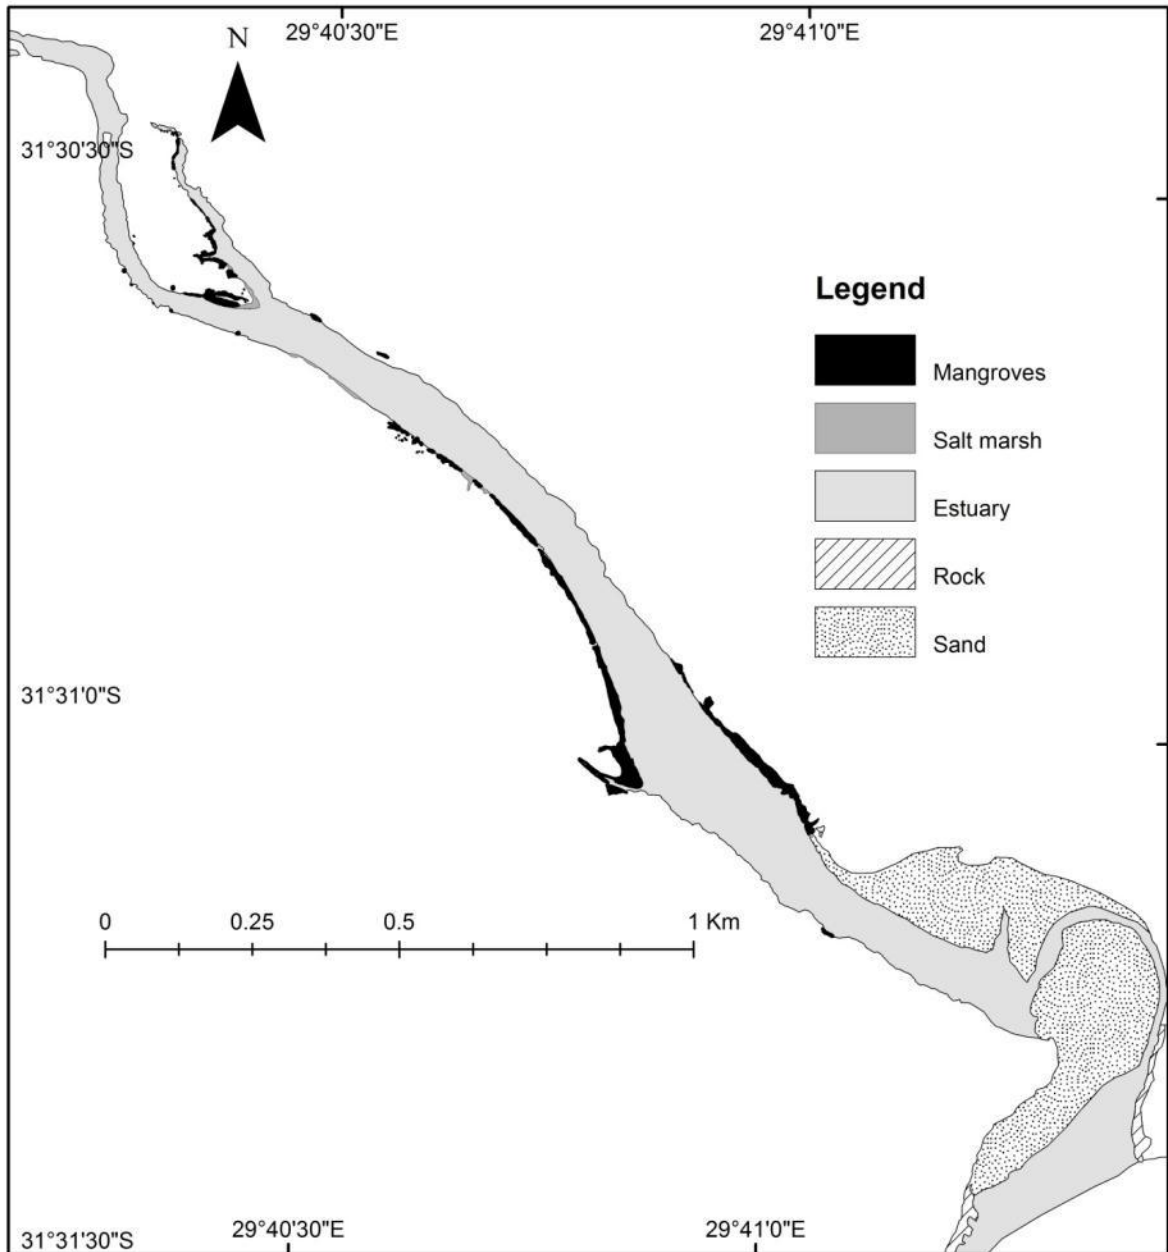 29°40'30"E
29°41'0"E
N
31°30'30"S
Legend
Mangroves
Salt marsh
Estuary
Rock
Sand
31°31'0"S
0 0.25 0.5 1 Km
31°31'30"S
29°40'30"E
29°41'0"E